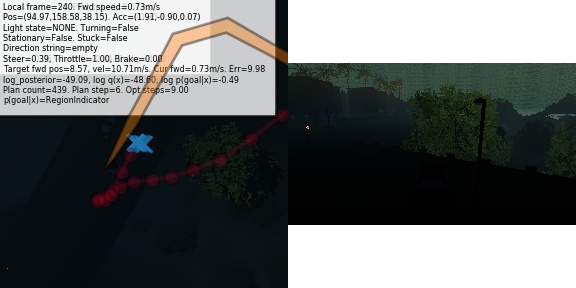 Local frame=240. Fwd speed=0.73m/s
Pos=(94.97,158.58,38.15). Acc=(1.91,-0.90,0.07)
Light state=NONE. Turning=False
Stationary=False. Stuck=False
Direction string=empty
Steer=0.39, Throttle=1.00, Brake=0.00
Target fwd pos=8.57, vel=10.71m/s. Cur fwd=0.73m/s. Err=9.98
log_posterior=-49.09, log q(x)=-48.60, log p(goal|x)=-0.49
Plan count=439. Plan step=6. Opt steps=9.00
p(goal|x)=RegionIndicator